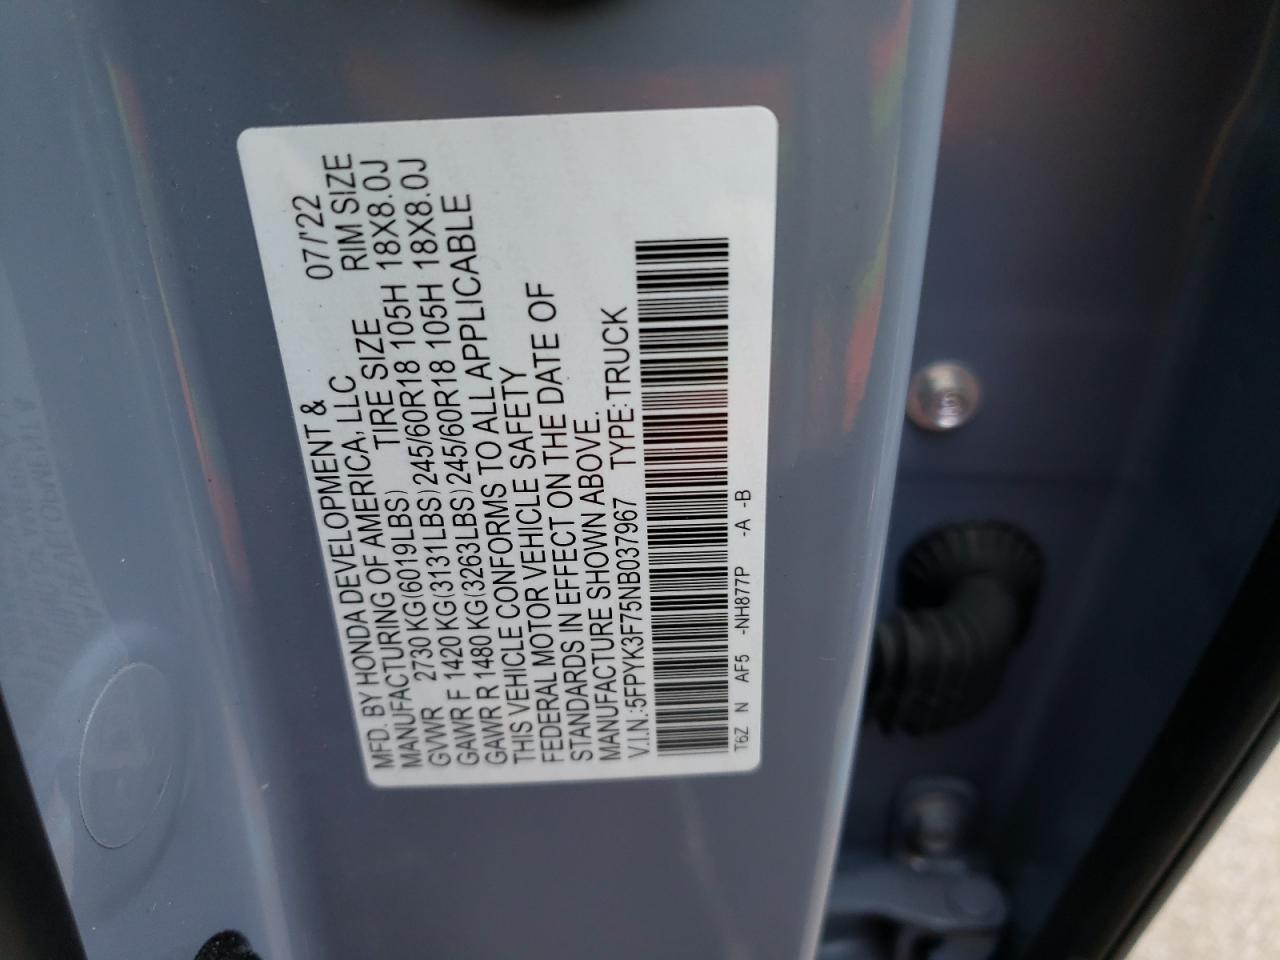 MFD. BY HONDA DEVELOPMENT & 07/'22
MANUFACTURING OF AMERICA, LLC
GVWR 2730 KG(6019LBS) TIRE SIZE RIM SIZE
GAWR F 1420 KG(3131LBS) 245/60R18 105H 18X8.0J
GAWR R 1480 KG(3263LBS) 245/60R18 105H 18X8.0J
THIS VEHICLE CONFORMS TO ALL APPLICABLE
FEDERAL MOTOR VEHICLE SAFETY
STANDARDS IN EFFECT ON THE DATE OF
MANUFACTURE SHOWN ABOVE.
V.I.N.:5FPYK3F75NB037967 TYPE:TRUCK
T6Z N AF5 -NH877P -A -B